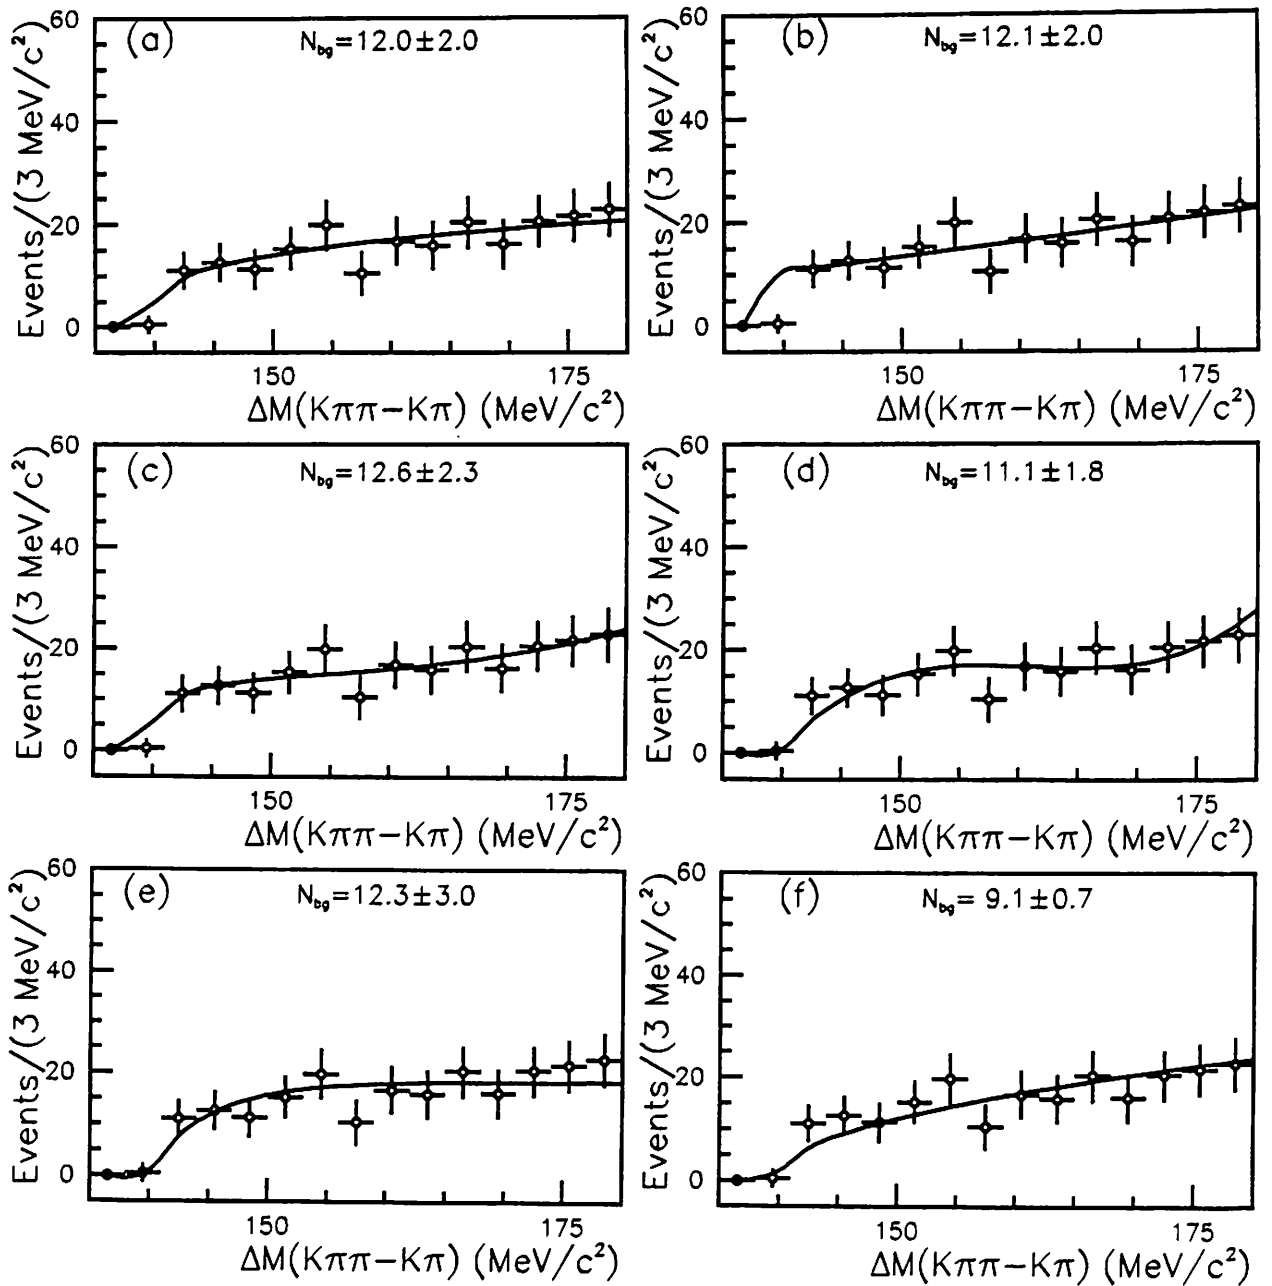 (a) N_bg=12.0±2.0
60
40
20
0
Events/(3 MeV/c²)
150 175
ΔM(Kππ−Kπ) (MeV/c²)
(b) N_bg=12.1±2.0
60
40
20
0
Events/(3 MeV/c²)
150 175
ΔM(Kππ−Kπ) (MeV/c²)
(c) N_bg=12.6±2.3
60
40
20
0
Events/(3 MeV/c²)
150 175
ΔM(Kππ−Kπ) (MeV/c²)
(d) N_bg=11.1±1.8
60
40
20
0
Events/(3 MeV/c²)
150 175
ΔM(Kππ−Kπ) (MeV/c²)
(e) N_bg=12.3±3.0
60
40
20
0
Events/(3 MeV/c²)
150 175
ΔM(Kππ−Kπ) (MeV/c²)
(f) N_bg= 9.1±0.7
60
40
20
0
Events/(3 MeV/c²)
150 175
ΔM(Kππ−Kπ) (MeV/c²)